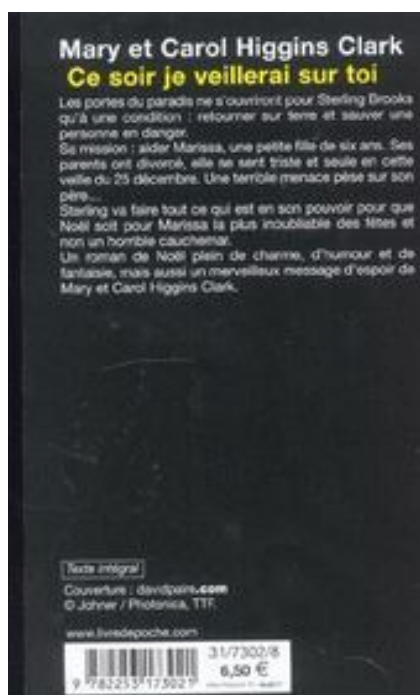 Mary et Carol Higgins Clark
Ce soir je veillerai sur toi
Les portes du paradis ne s'ouvriront pour Sterling Brooks
qu'à une condition : retourner sur terre et sauver une
personne en danger.
Sa mission : aider Marissa, une petite fille de six ans. Ses
parents ont divorcé, elle se sent triste et seule en cette
veille du 25 décembre. Une terrible menace pèse sur son
père...
Sterling va faire tout ce qui est en son pouvoir pour que
Noël soit pour Marissa la plus inoubliable des fêtes et
non un horrible cauchemar.
Un roman de Noël plein de charme, d'humour et de
fantaisie, mais aussi un merveilleux message d'espoir de
Mary et Carol Higgins Clark.
Texte intégral
Couverture : davidpaire.com
© Johner / Photonica, TTF.
www.livredepoche.com
31/7302/8
6,50 €
9 782253 173021